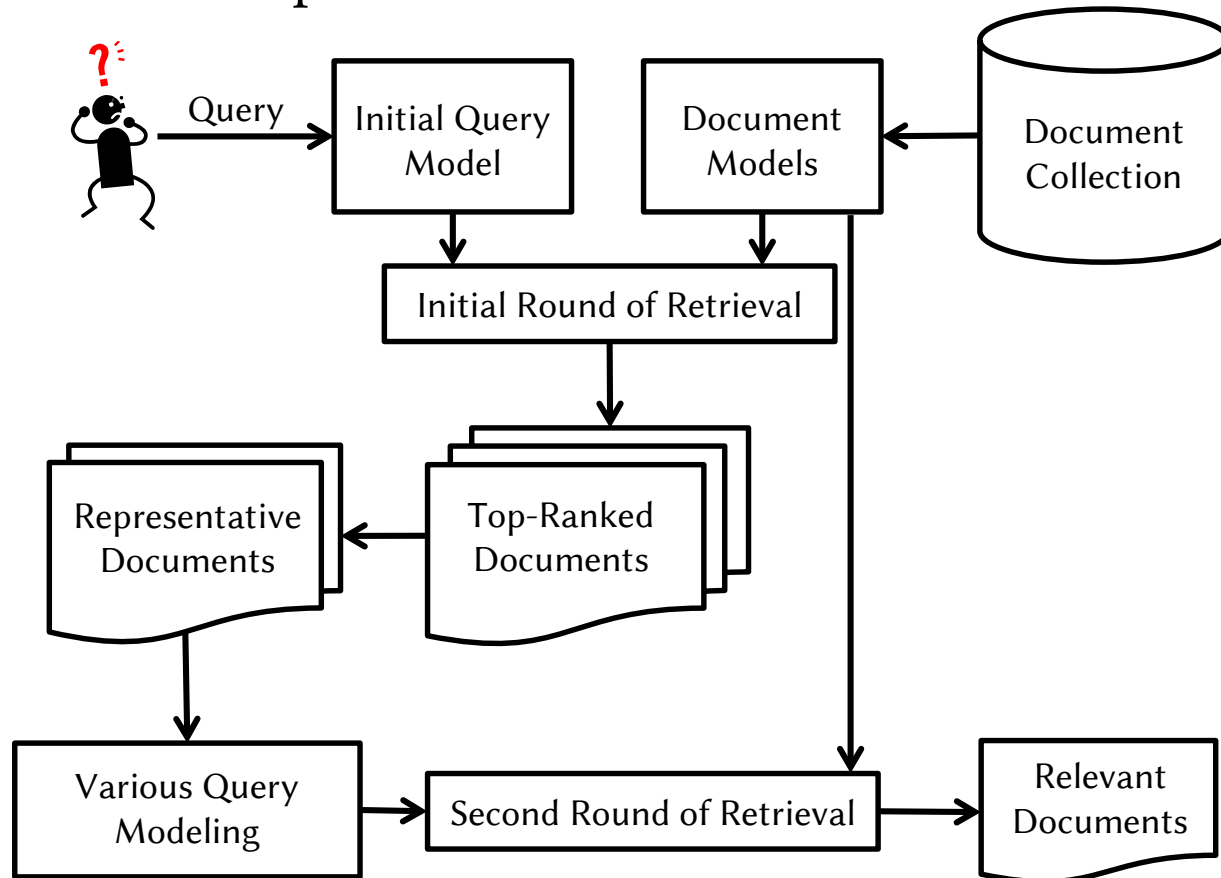 Query
Initial Query
Model
Document
Models
Document
Collection
Initial Round of Retrieval
Representative
Documents
Top-Ranked
Documents
Various Query
Modeling
Second Round of Retrieval
Relevant
Documents